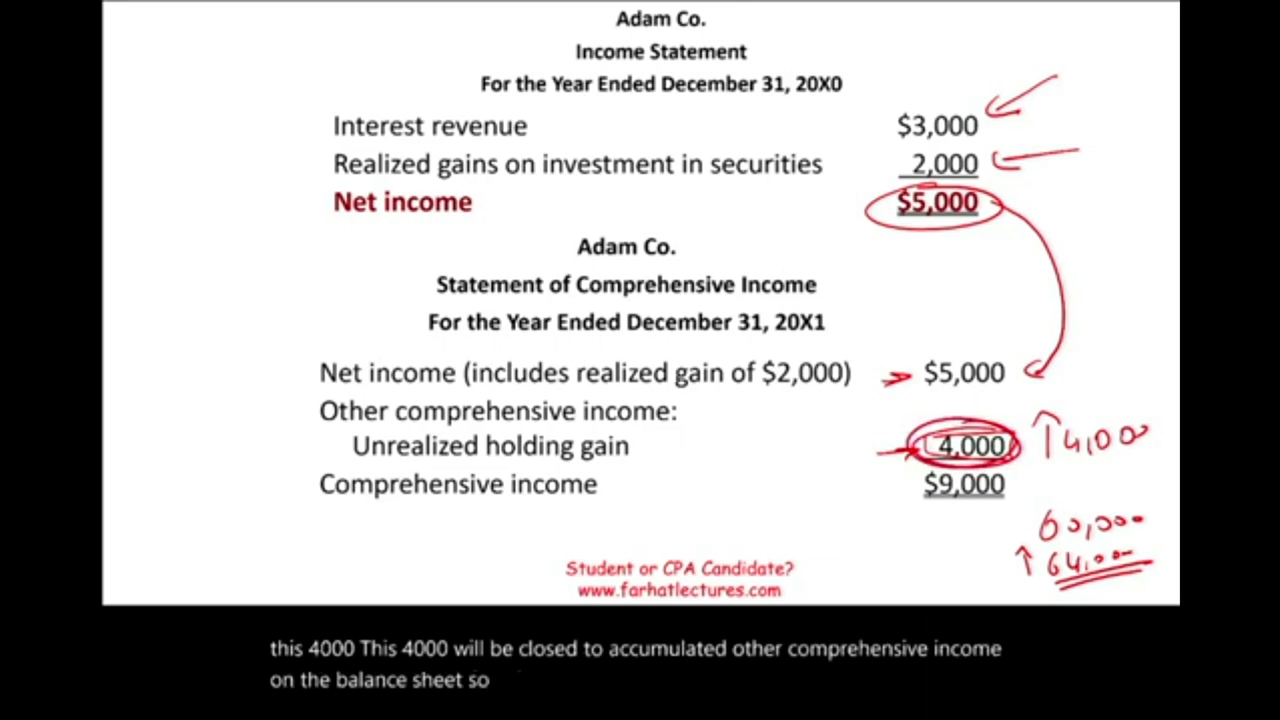 Adam Co.
Income Statement
For the Year Ended December 31, 20X0
Interest revenue $3,000
Realized gains on investment in securities 2,000
Net income $5,000
Adam Co.
Statement of Comprehensive Income
For the Year Ended December 31, 20X1
Net income (includes realized gain of $2,000) $5,000
Other comprehensive income:
Unrealized holding gain 4,000 ↑4,000
Comprehensive income $9,000
60,000
↑ 64,000
Student or CPA Candidate?
www.farhatlectures.com
this 4000 This 4000 will be closed to accumulated other comprehensive income
on the balance sheet so